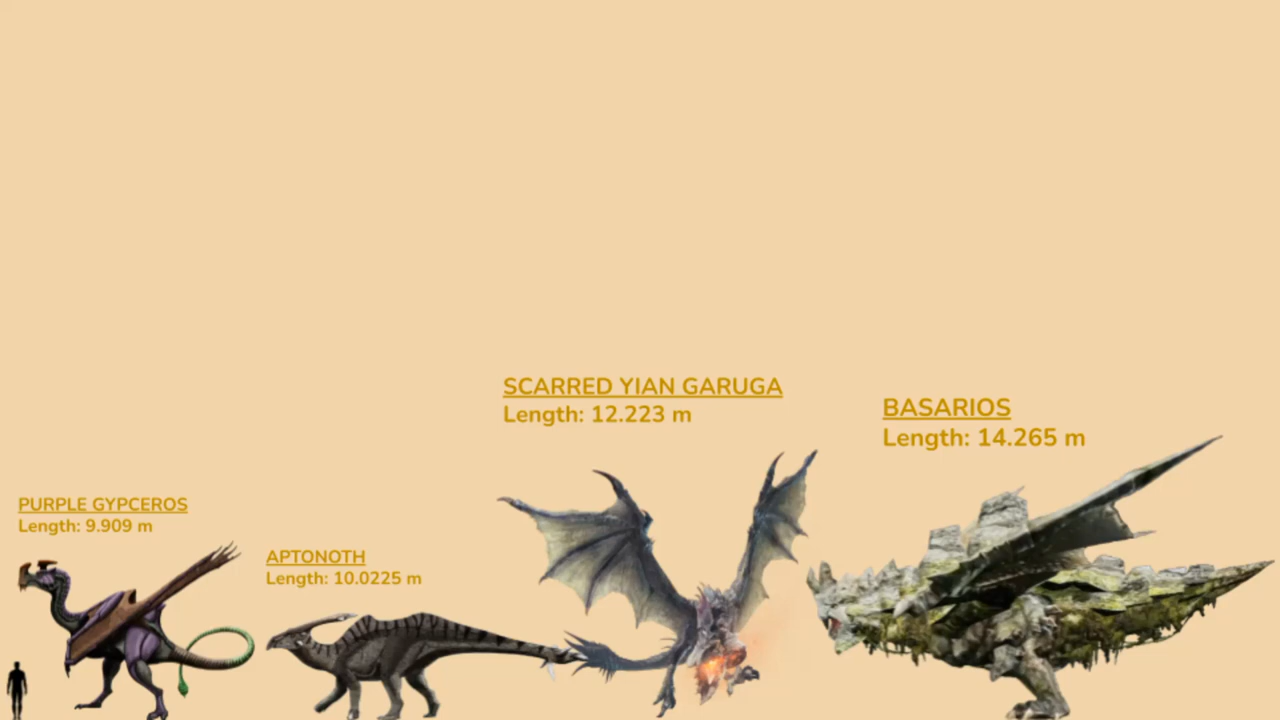 PURPLE GYPCEROS
Length: 9.909 m
APTONOTH
Length: 10.0225 m
SCARRED YIAN GARUGA
Length: 12.223 m
BASARIOS
Length: 14.265 m